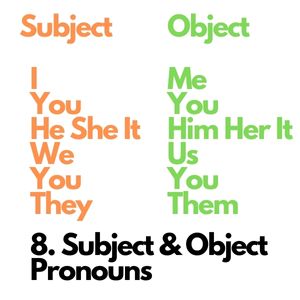 Subject Object
I Me
You You
He She It Him Her It
We Us
You You
They Them
8. Subject & Object
Pronouns